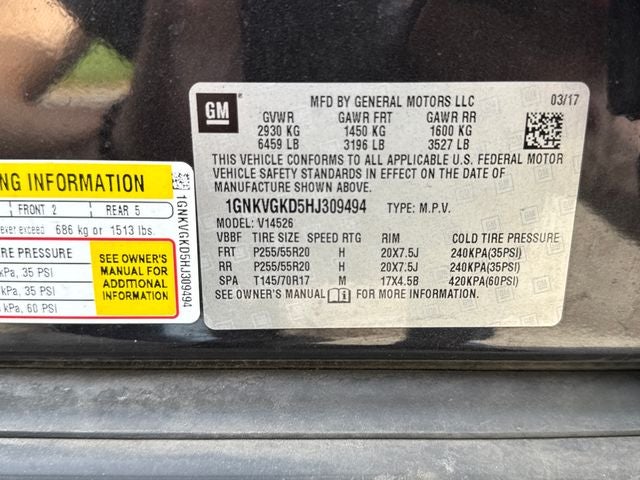 GM
MFD BY GENERAL MOTORS LLC 03/17
GVWR GAWR FRT GAWR RR
2930 KG 1450 KG 1600 KG
6459 LB 3196 LB 3527 LB
THIS VEHICLE CONFORMS TO ALL APPLICABLE U.S. FEDERAL MOTOR
VEHICLE SAFETY STANDARDS IN EFFECT ON THE DATE OF
MANUFACTURE SHOWN ABOVE.
1GNKVGKD5HJ309494 TYPE: M.P.V.
MODEL: V14526
VBBF TIRE SIZE SPEED RTG RIM COLD TIRE PRESSURE
FRT P255/55R20 H 20X7.5J 240KPA(35PSI)
RR P255/55R20 H 20X7.5J 240KPA(35PSI)
SPA T145/70R17 M 17X4.5B 420KPA(60PSI)
SEE OWNER'S MANUAL FOR MORE INFORMATION.
NG INFORMATION
FRONT 2 REAR 5
ever exceed 686 kg or 1513 lbs.
RE PRESSURE
kPa, 35 PSI
kPa, 35 PSI
kPa, 60 PSI
SEE OWNER'S
MANUAL FOR
ADDITIONAL
INFORMATION
1GNKVGKD5HJ309494